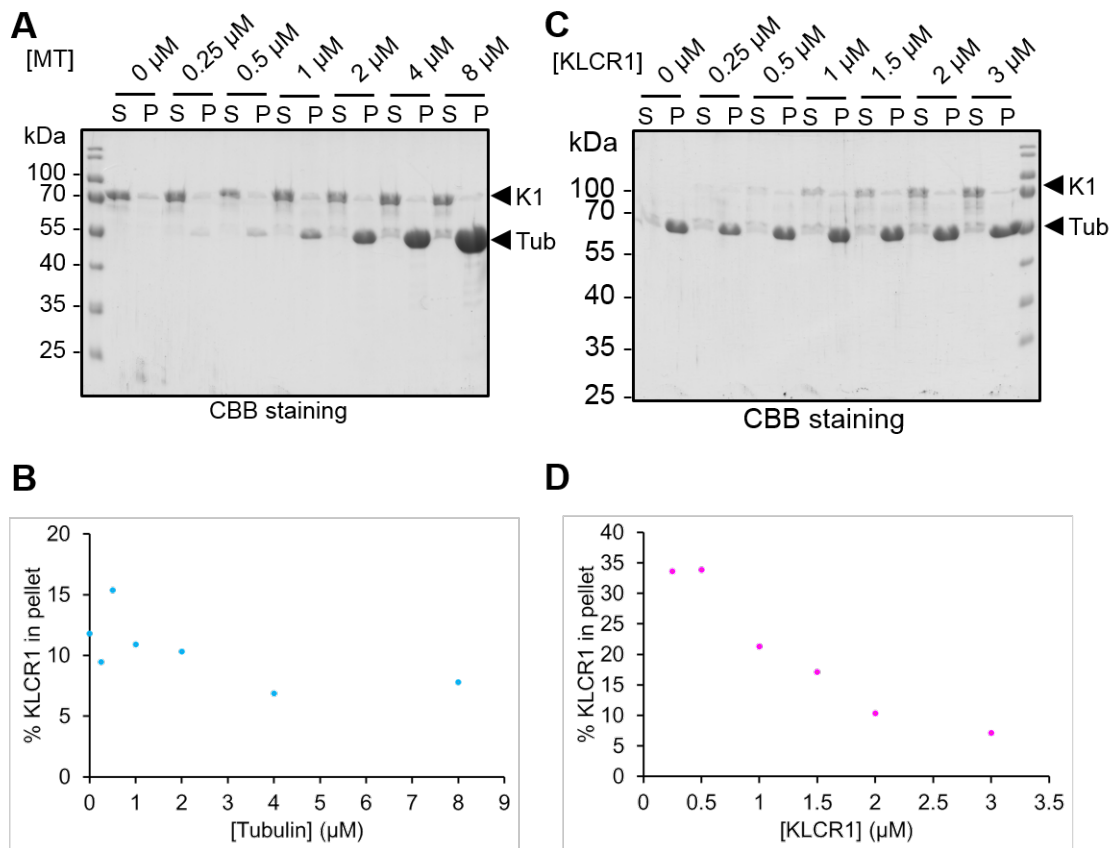 A
[MT]
0 µM
0.25 µM
0.5 µM
1 µM
2 µM
4 µM
8 µM
S P S P S P S P S P S P S P
kDa
100
70
55
40
35
25
K1
Tub
CBB staining
C
[KLCR1]
0 µM
0.25 µM
0.5 µM
1 µM
1.5 µM
2 µM
3 µM
S P S P S P S P S P S P S P
kDa
100
70
55
40
35
25
K1
Tub
CBB staining
B
% KLCR1 in pellet
20
15
10
5
0
0 1 2 3 4 5 6 7 8 9
[Tubulin] (µM)
D
% KLCR1 in pellet
40
35
30
25
20
15
10
5
0
0 0.5 1 1.5 2 2.5 3 3.5
[KLCR1] (µM)